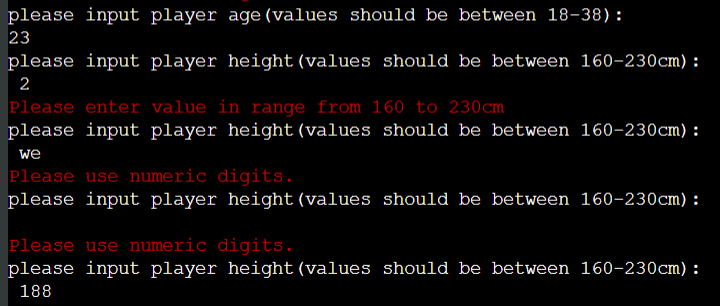 please input player age(values should be between 18-38):
23
please input player height(values should be between 160-230cm):
2
Please enter value in range from 160 to 230cm
please input player height(values should be between 160-230cm):
we
Please use numeric digits.
please input player height(values should be between 160-230cm):
Please use numeric digits.
please input player height(values should be between 160-230cm):
188